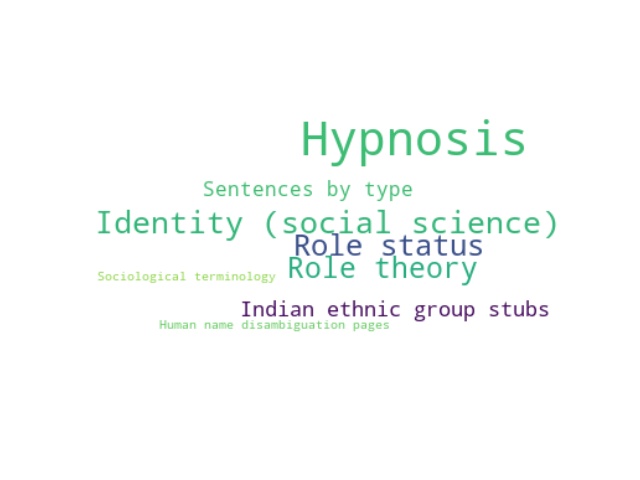 Hypnosis
Sentences by type
Identity (social science)
Role status
Role theory
Sociological terminology
Indian ethnic group stubs
Human name disambiguation pages